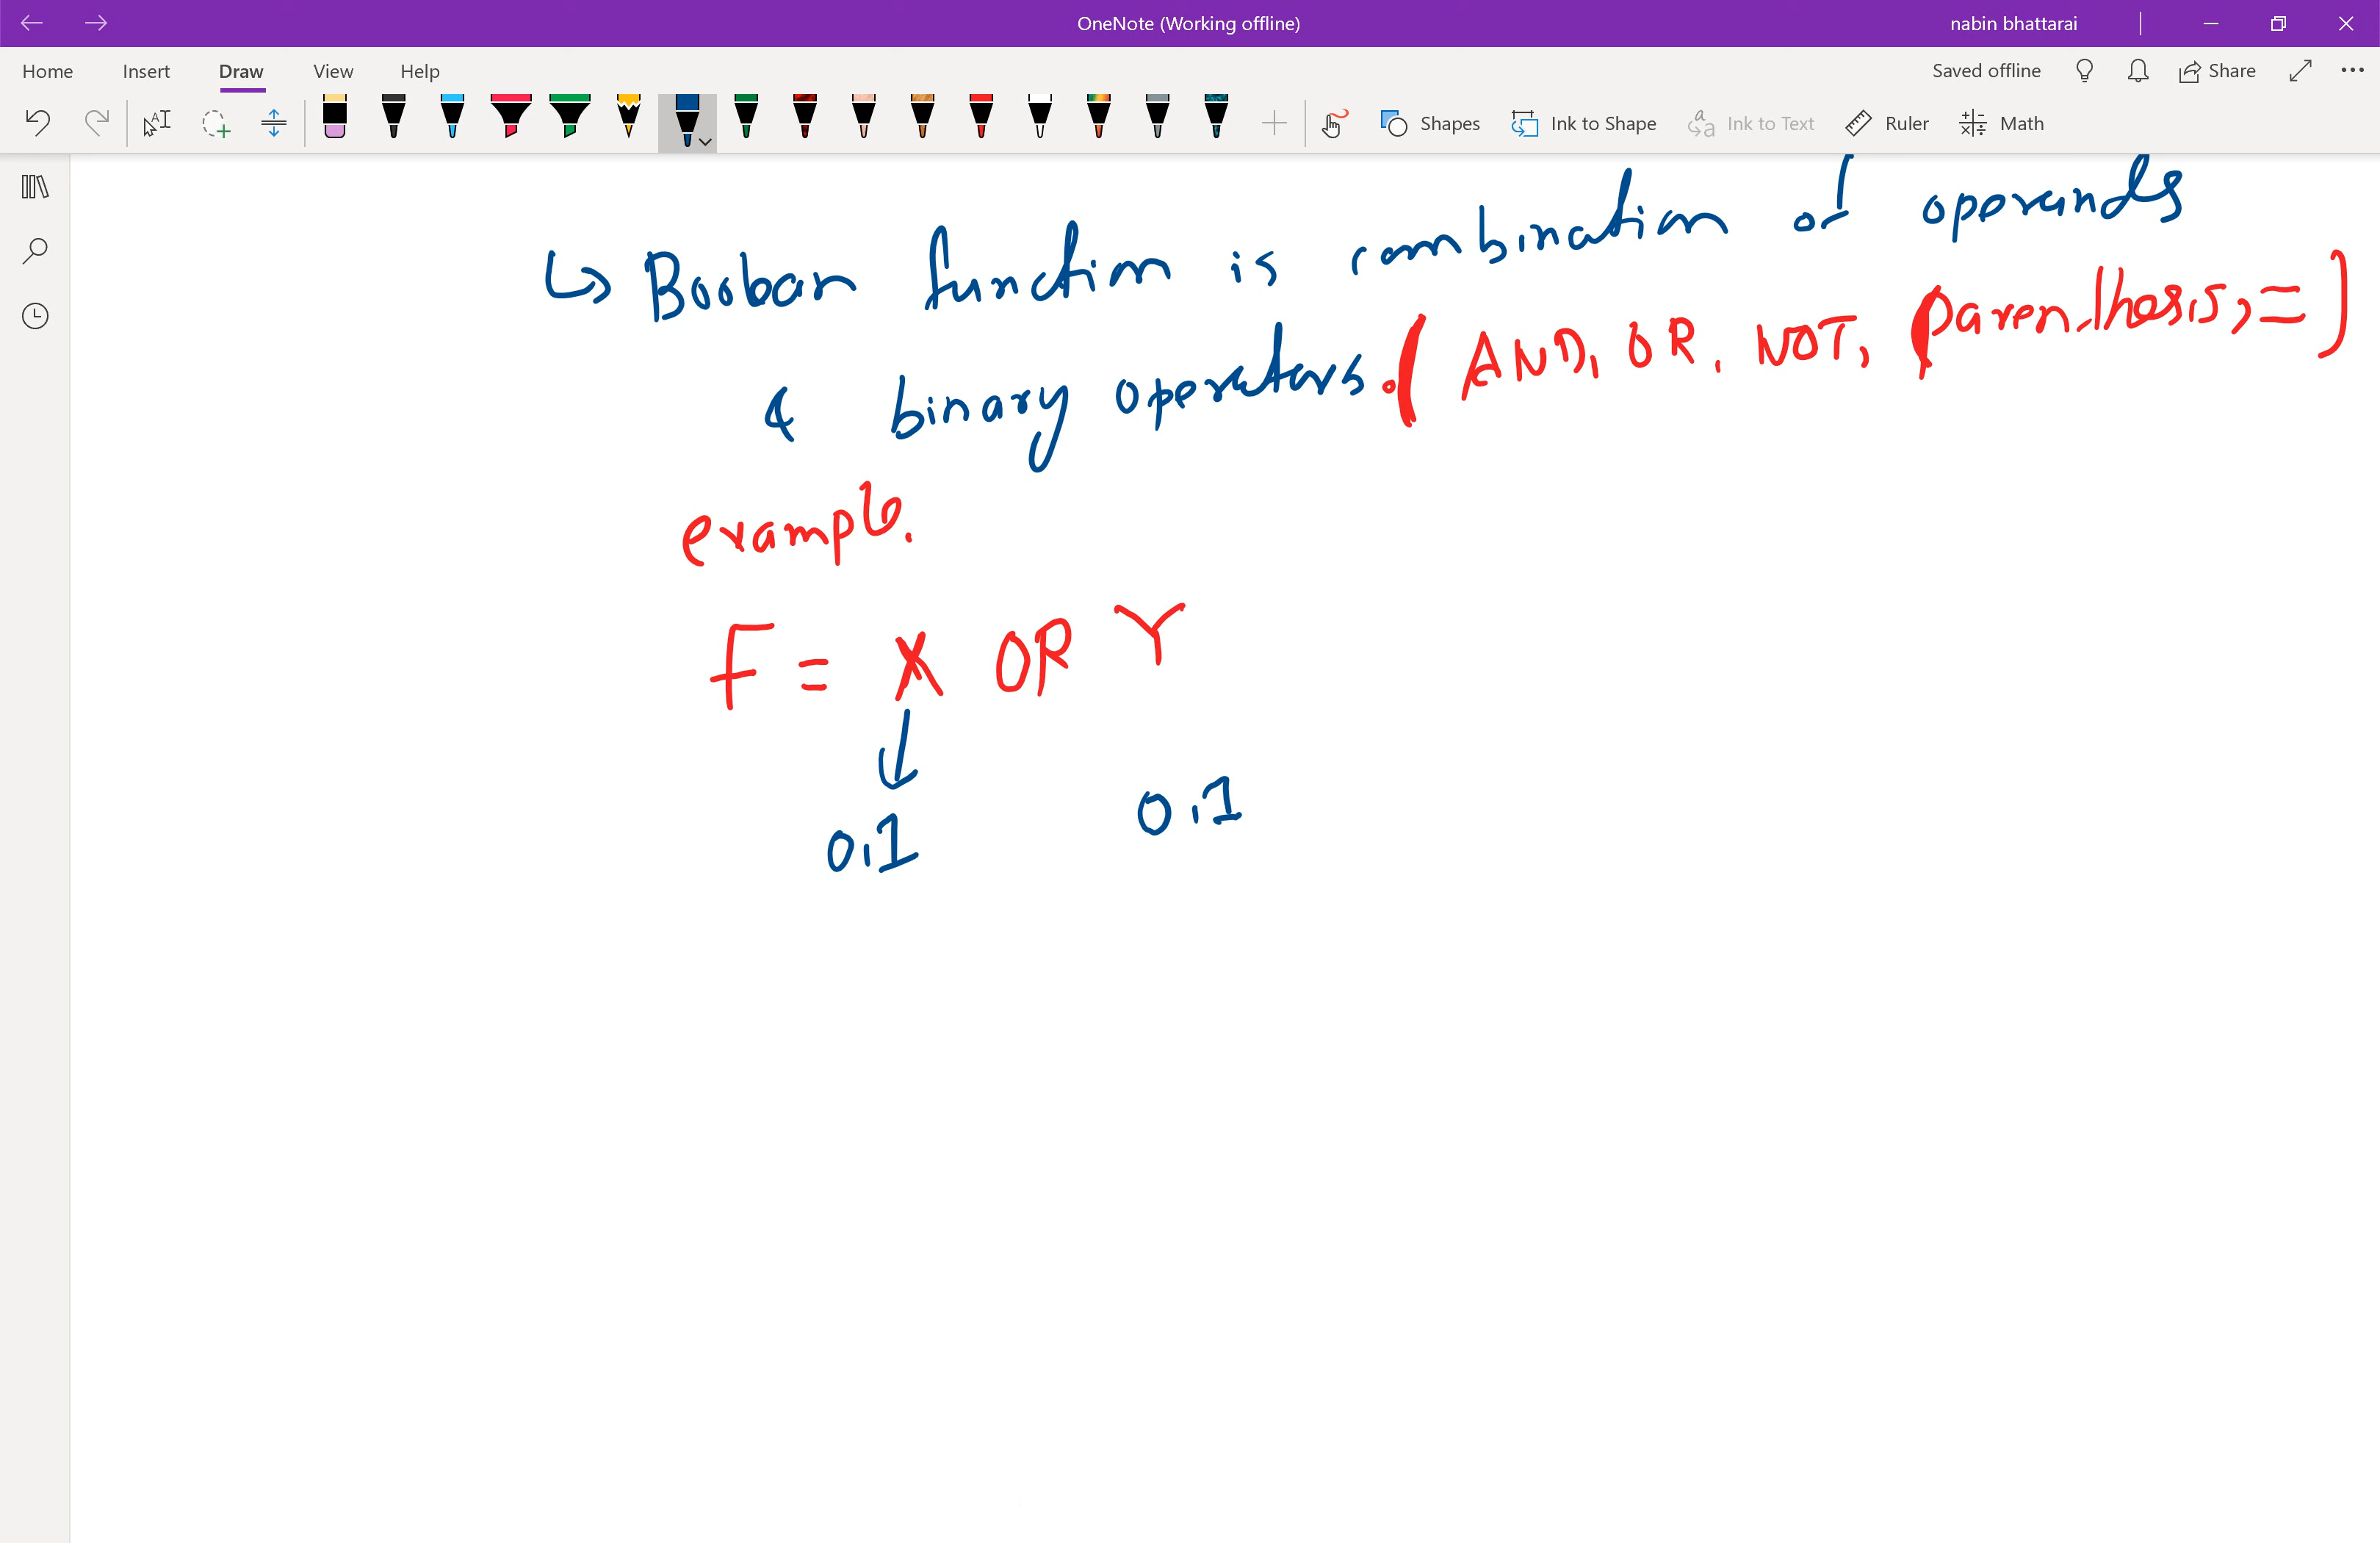 OneNote (Working offline) nabin bhattarai
Home Insert Draw View Help Saved offline Share
Shapes Ink to Shape Ink to Text Ruler Math
↳ Boolean function is combination of operands
& binary operators. ( AND, OR, NOT, parenthesis, = )
example.
F = X OR Y
↓
0,1 0,1